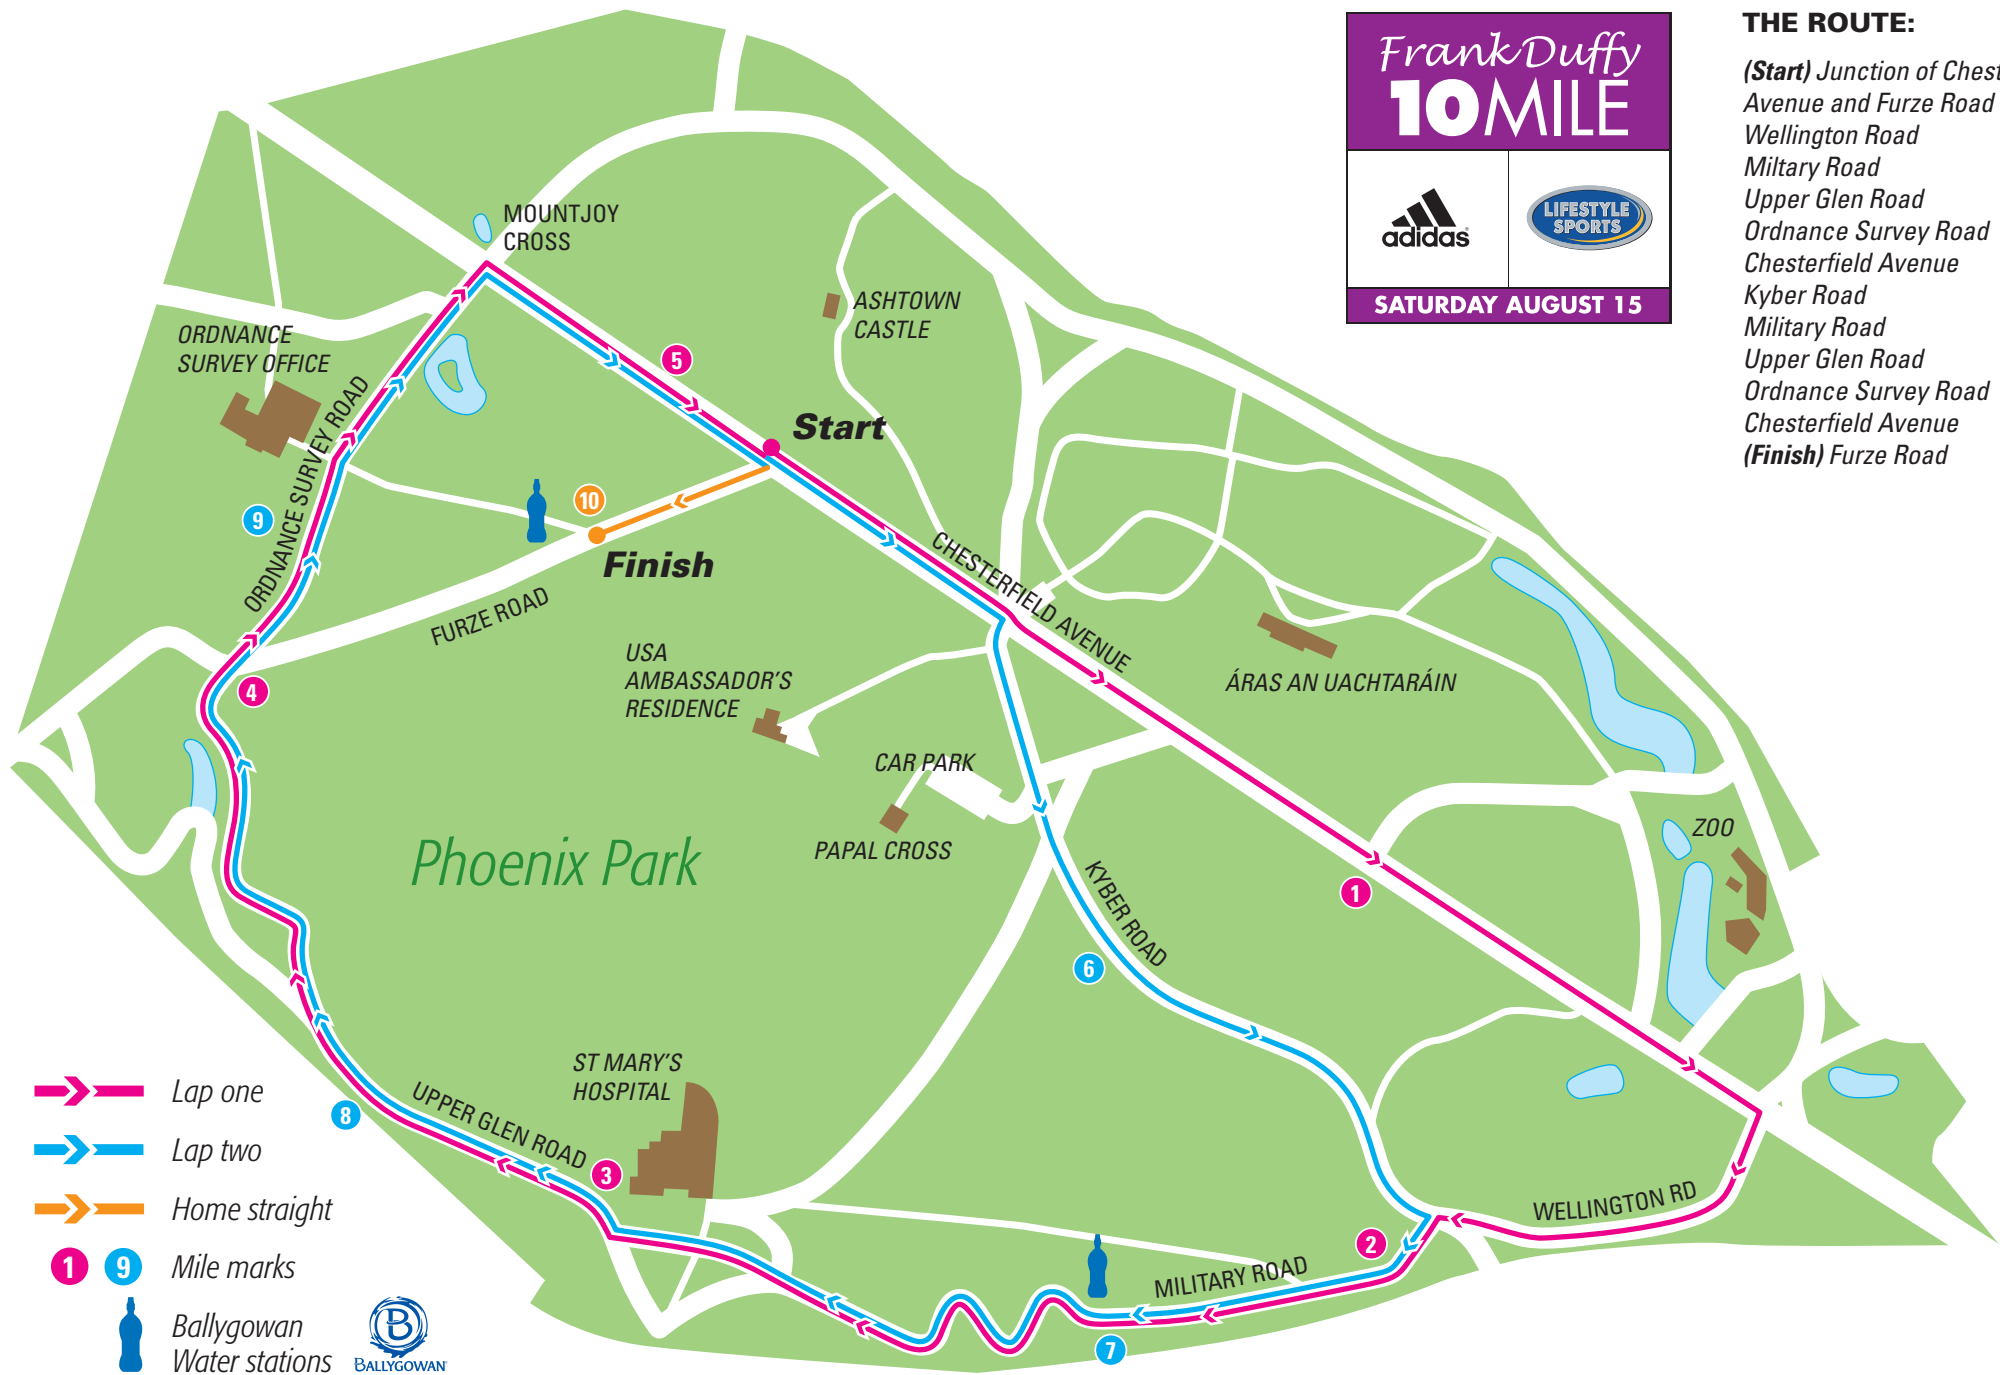 Frank Duffy
10 MILE
adidas
LIFESTYLE
SPORTS
SATURDAY AUGUST 15
THE ROUTE:
(Start) Junction of Chest
Avenue and Furze Road
Wellington Road
Miltary Road
Upper Glen Road
Ordnance Survey Road
Chesterfield Avenue
Kyber Road
Military Road
Upper Glen Road
Ordnance Survey Road
Chesterfield Avenue
(Finish) Furze Road
MOUNTJOY
CROSS
ASHTOWN
CASTLE
ORDNANCE
SURVEY OFFICE
5
Start
ORDNANCE SURVEY ROAD
9
10
Finish
CHESTERFIELD AVENUE
FURZE ROAD
USA
AMBASSADOR'S
RESIDENCE
4
ÁRAS AN UACHTARÁIN
CAR PARK
PAPAL CROSS
ZOO
Phoenix Park
KYBER ROAD
1
6
ST MARY'S
HOSPITAL
UPPER GLEN ROAD
8
3
WELLINGTON RD
2
MILITARY ROAD
7
Lap one
Lap two
Home straight
1 9 Mile marks
Ballygowan
Water stations
B
BALLYGOWAN